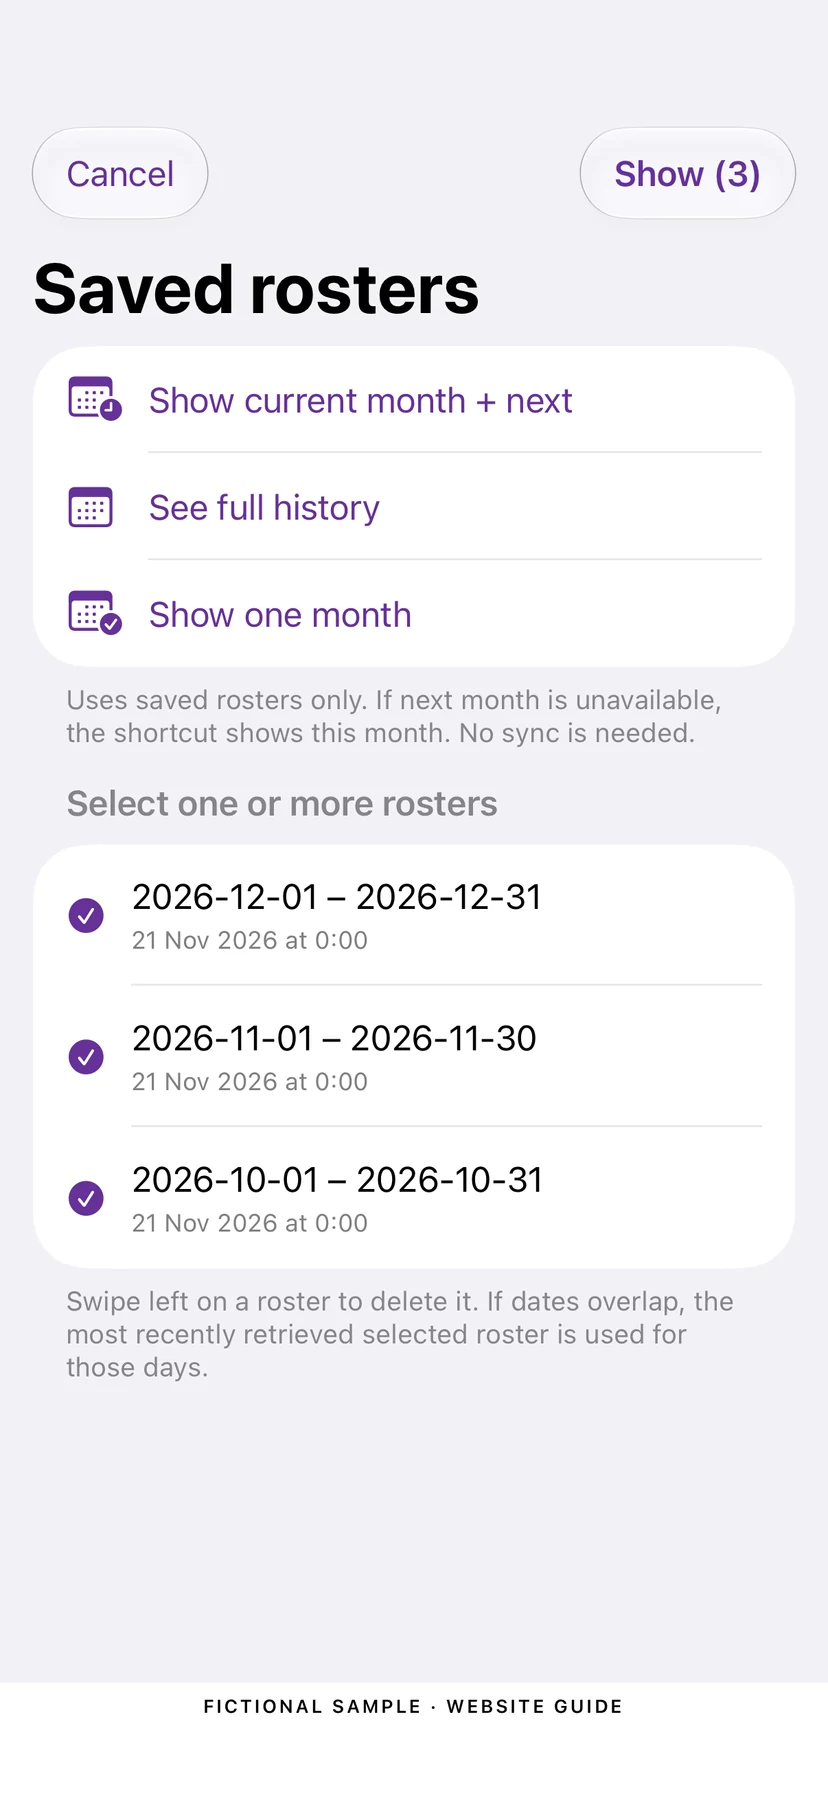 Cancel
Show (3)
Saved rosters
Show current month + next
See full history
Show one month
Uses saved rosters only. If next month is unavailable,
the shortcut shows this month. No sync is needed.
Select one or more rosters
2026-12-01 – 2026-12-31
21 Nov 2026 at 0:00
2026-11-01 – 2026-11-30
21 Nov 2026 at 0:00
2026-10-01 – 2026-10-31
21 Nov 2026 at 0:00
Swipe left on a roster to delete it. If dates overlap, the
most recently retrieved selected roster is used for
those days.
FICTIONAL SAMPLE · WEBSITE GUIDE